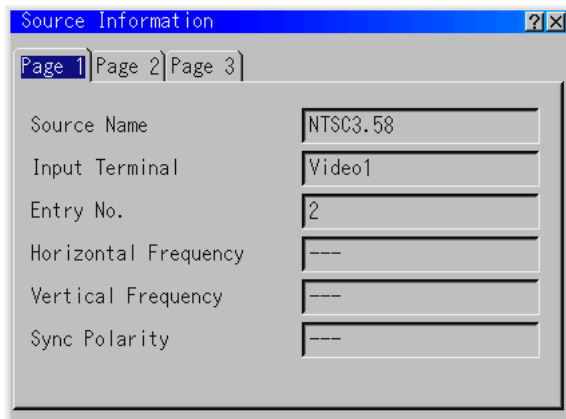 Source Information ?
Page 1 Page 2 Page 3
Source Name NTSC3.58
Input Terminal Video1
Entry No. 2
Horizontal Frequency ---
Vertical Frequency ---
Sync Polarity ---